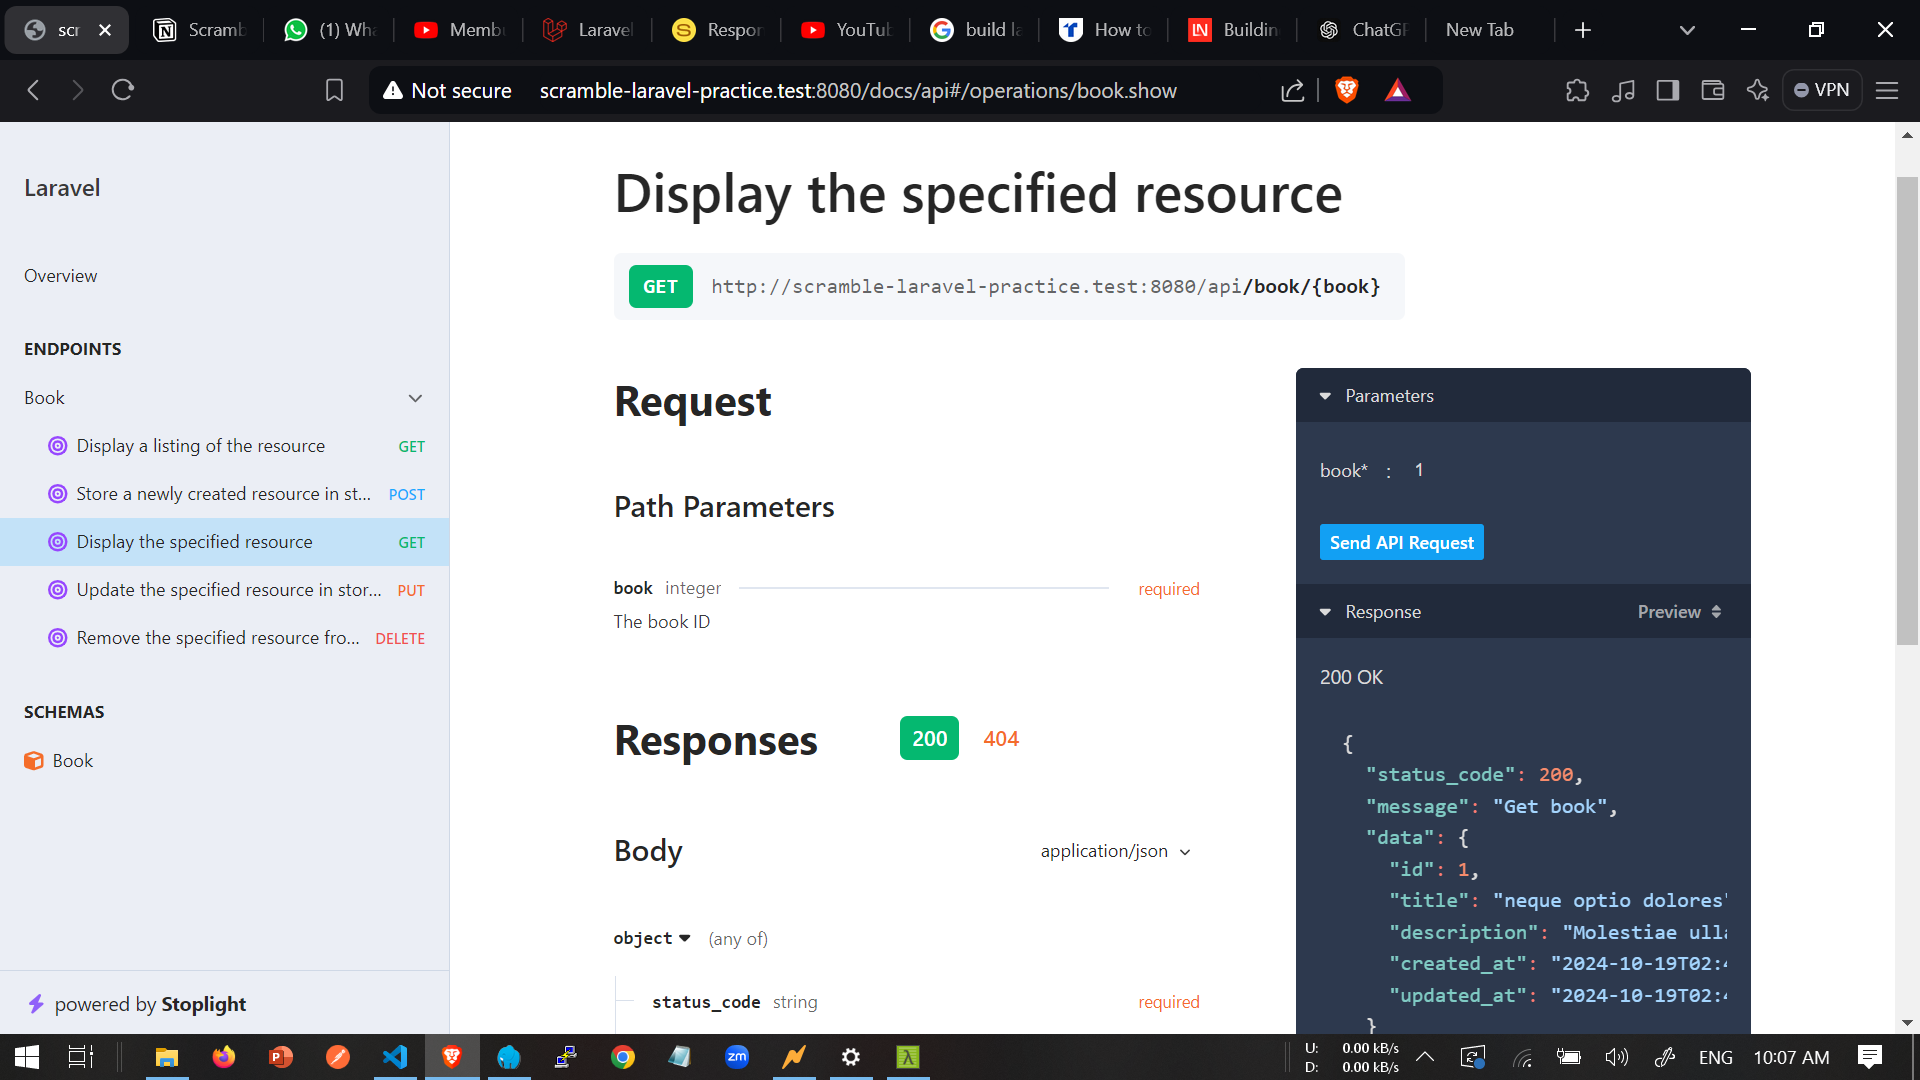 scr
Scramb
(1) Wha
Memb
Laravel
Respor
YouTub
build la
How to
Buildin
ChatGP
New Tab
Not secure
scramble-laravel-practice.test:8080/docs/api#/operations/book.show
VPN
Laravel
Overview
ENDPOINTS
Book
Display a listing of the resource GET
Store a newly created resource in st... POST
Display the specified resource GET
Update the specified resource in stor... PUT
Remove the specified resource fro... DELETE
SCHEMAS
Book
powered by Stoplight
Display the specified resource
GET http://scramble-laravel-practice.test:8080/api/book/{book}
Request
Path Parameters
book integer required
The book ID
Responses 200 404
Body application/json
object (any of)
status_code string required
Parameters
book* : 1
Send API Request
Response Preview
200 OK
{
"status_code": 200,
"message": "Get book",
"data": {
"id": 1,
"title": "neque optio dolores"
"description": "Molestiae ulla
"created_at": "2024-10-19T02:4
"updated_at": "2024-10-19T02:4
}
zm
U: 0.00 kB/s
D: 0.00 kB/s
ENG
10:07 AM